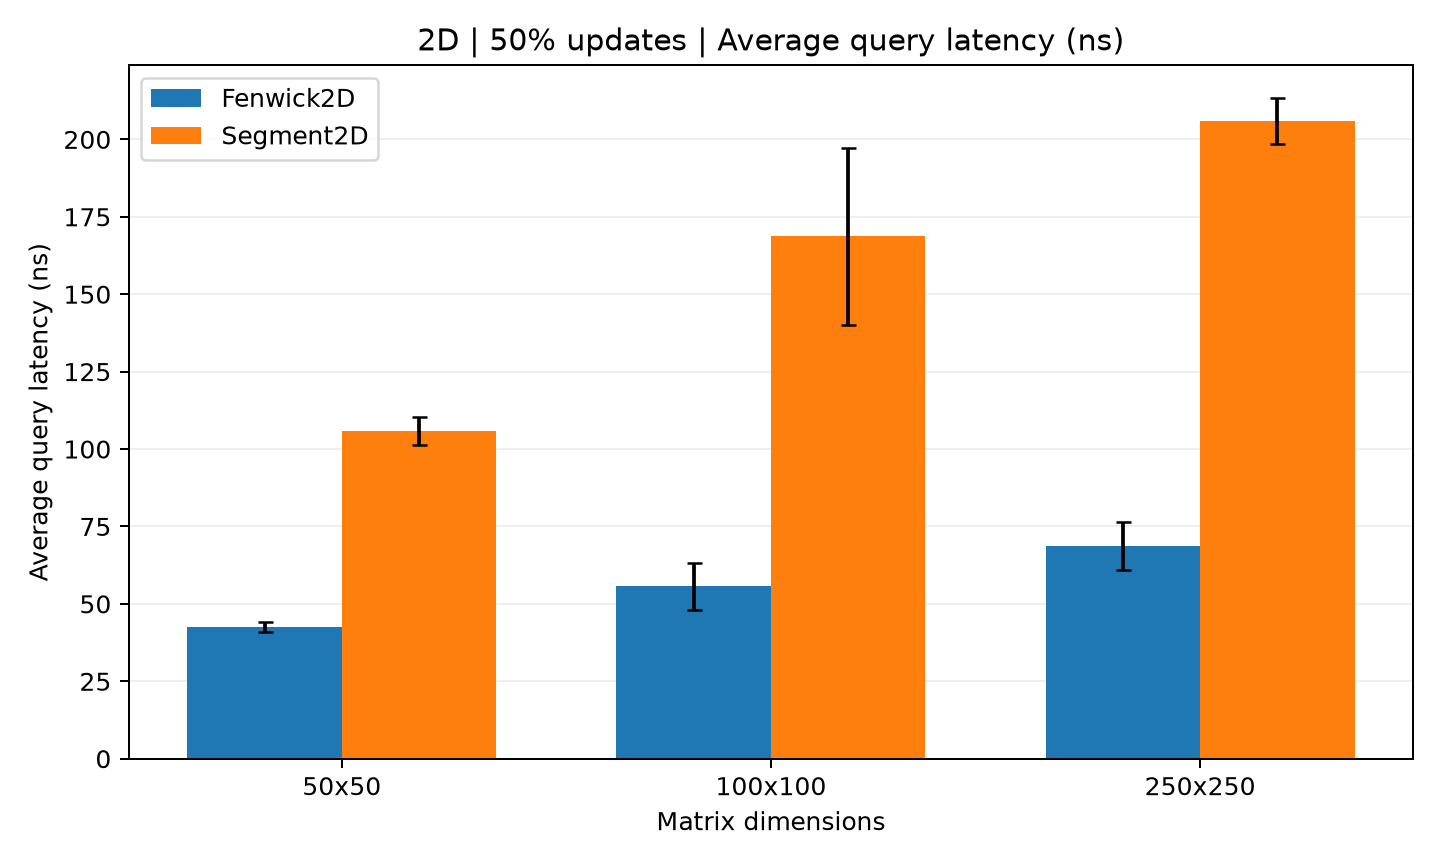 2D | 50% updates | Average query latency (ns)
Fenwick2D
Segment2D
Average query latency (ns)
200
175
150
125
100
75
50
25
0
50x50
100x100
250x250
Matrix dimensions